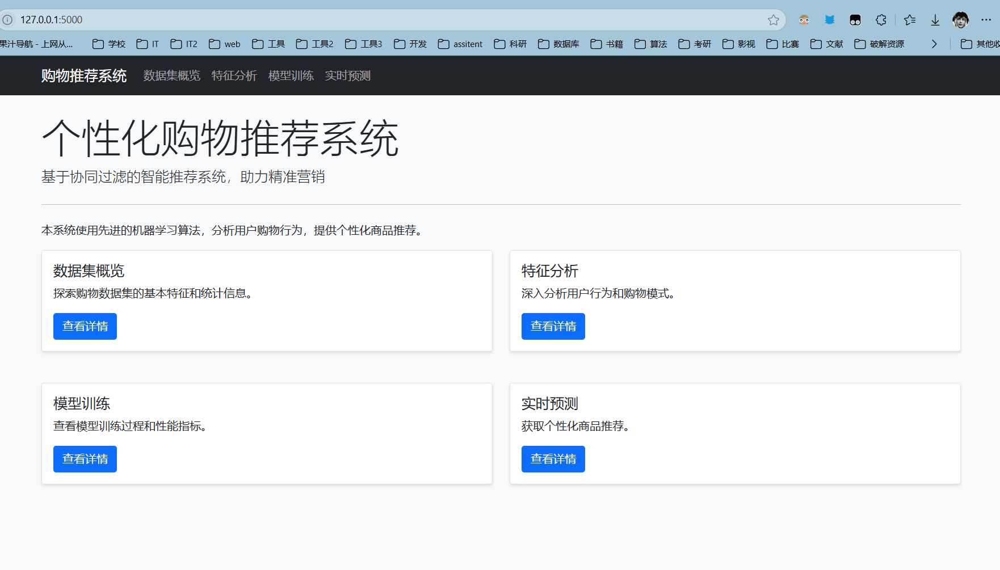 127.0.0.1:5000
果汁导航 - 上网从... 学校 IT IT2 web 工具 工具2 工具3 开发 assitent 科研 数据库 书籍 算法 考研 影视 比赛 文献 破解资源 其他收
购物推荐系统 数据集概览 特征分析 模型训练 实时预测
个性化购物推荐系统
基于协同过滤的智能推荐系统，助力精准营销
本系统使用先进的机器学习算法，分析用户购物行为，提供个性化商品推荐。
数据集概览
探索购物数据集的基本特征和统计信息。
查看详情
特征分析
深入分析用户行为和购物模式。
查看详情
模型训练
查看模型训练过程和性能指标。
查看详情
实时预测
获取个性化商品推荐。
查看详情